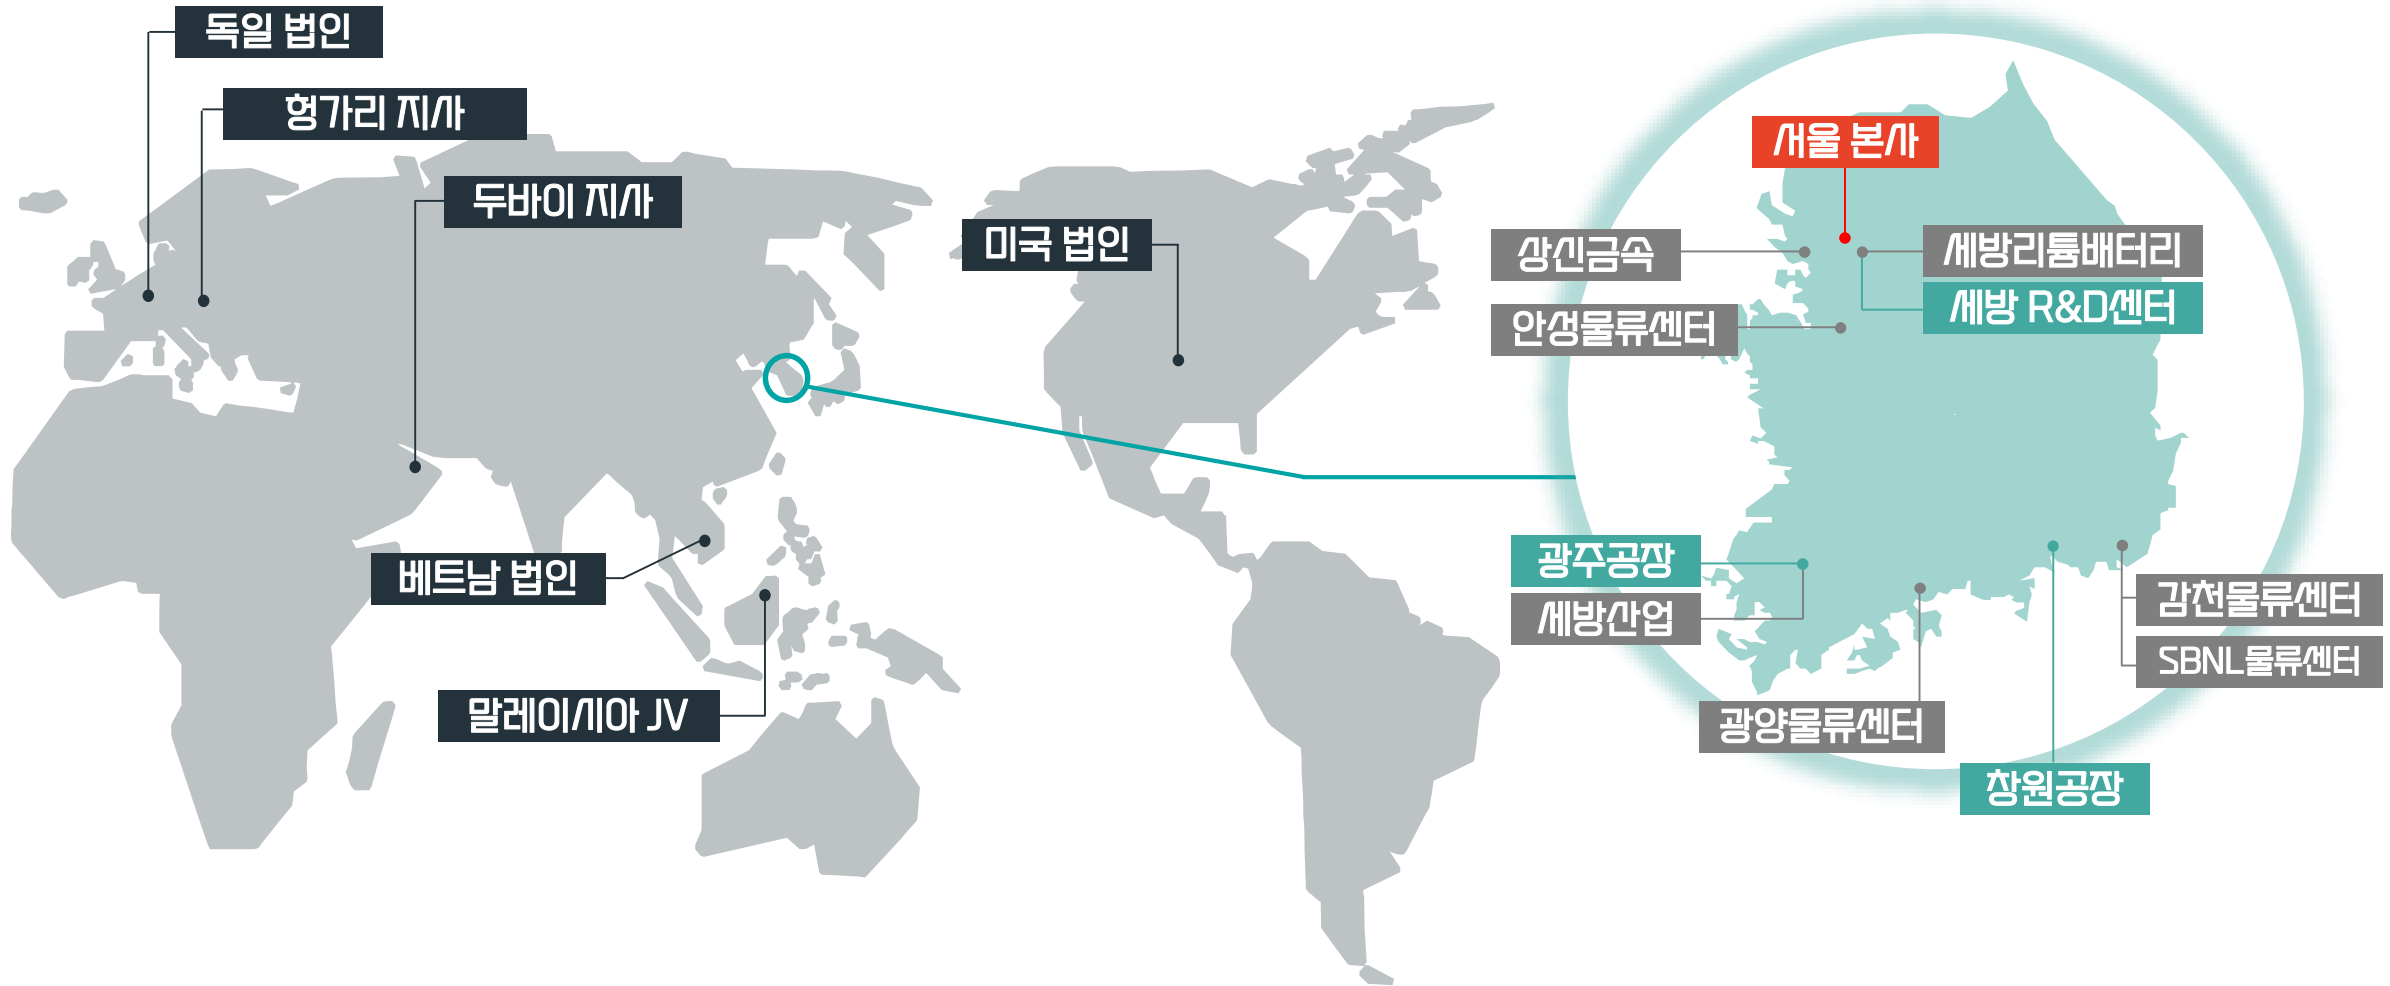 독일 법인
헝가리 지사
두바이 지사
미국 법인
베트남 법인
말레이시아 JV
서울 본사
상신금속
세방리튬배터리
세방 R&D센터
안성물류센터
광주공장
세방산업
감천물류센터
SBNL물류센터
광양물류센터
창원공장